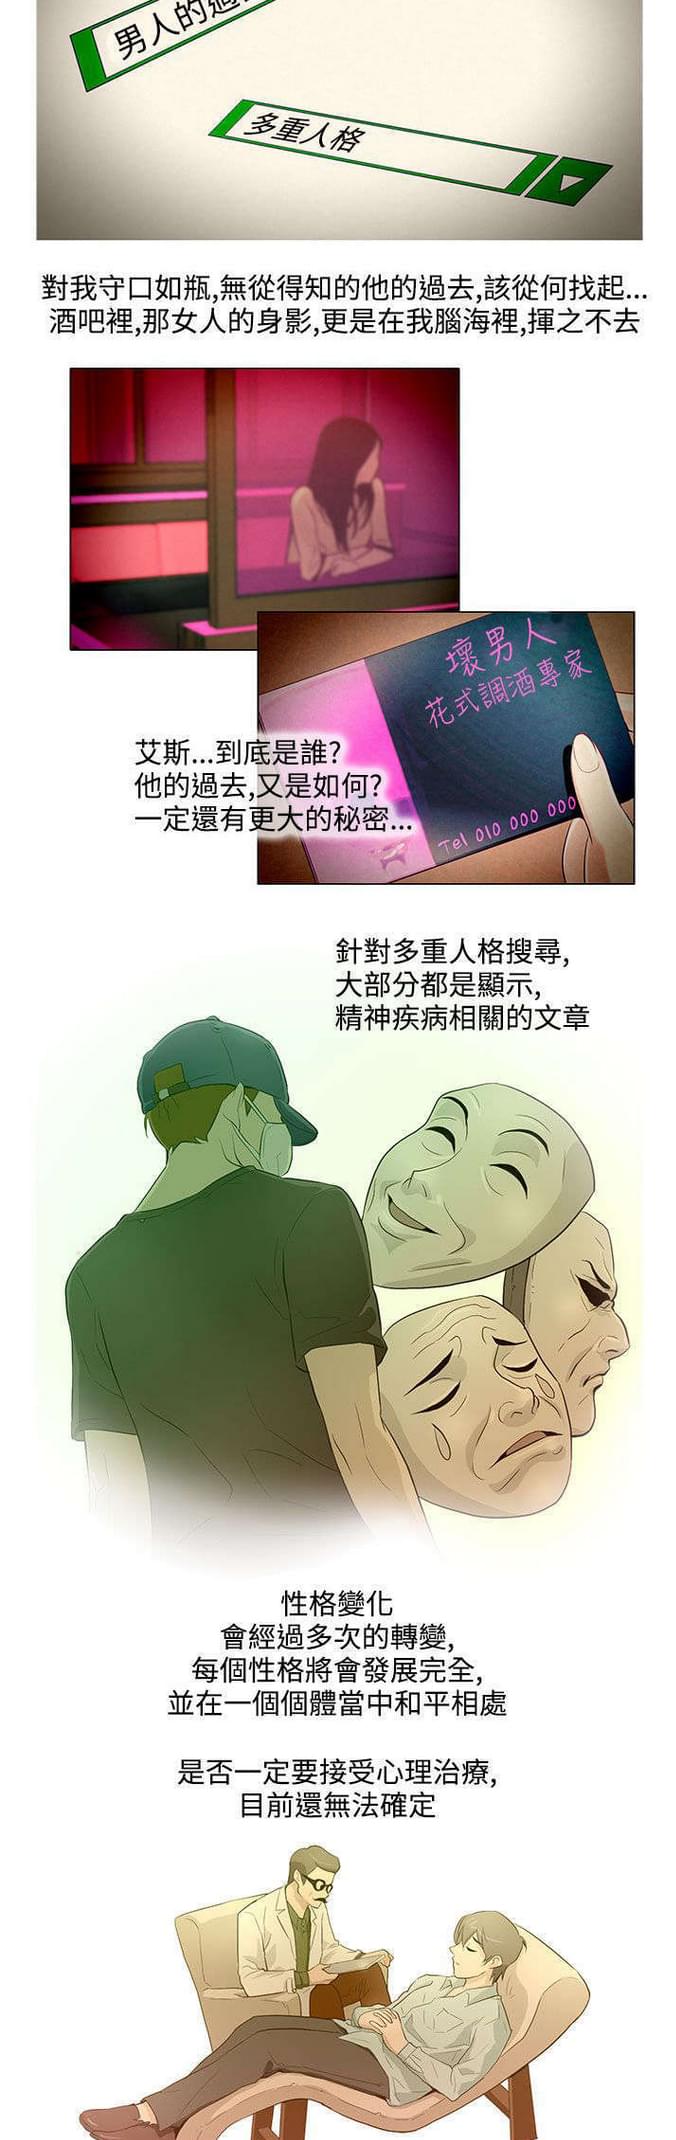 男人的過
多重人格
對我守口如瓶,無從得知的他的過去,該從何找起...
酒吧裡,那女人的身影,更是在我腦海裡,揮之不去
壞男人
花式調酒專家
艾斯...到底是誰?
他的過去,又是如何?
一定還有更大的秘密...
Tel 010 000 000
針對多重人格搜尋,
大部分都是顯示,
精神疾病相關的文章
性格變化
會經過多次的轉變,
每個性格將會發展完全,
並在一個個體當中和平相處
是否一定要接受心理治療,
目前還無法確定